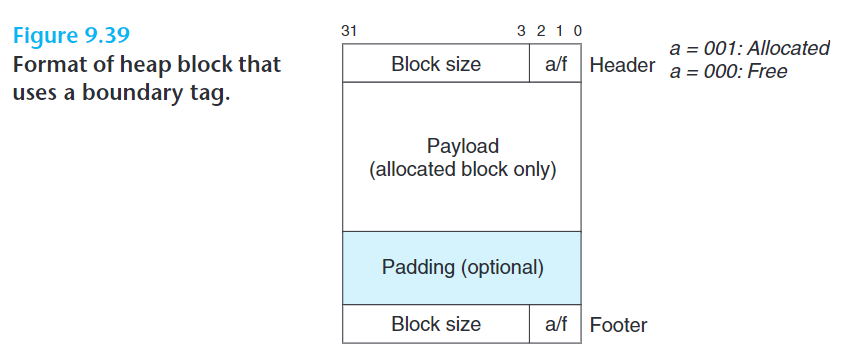 Figure 9.39
Format of heap block that
uses a boundary tag.
31 3 2 1 0
Block size a/f Header
a = 001: Allocated
a = 000: Free
Payload
(allocated block only)
Padding (optional)
Block size a/f Footer